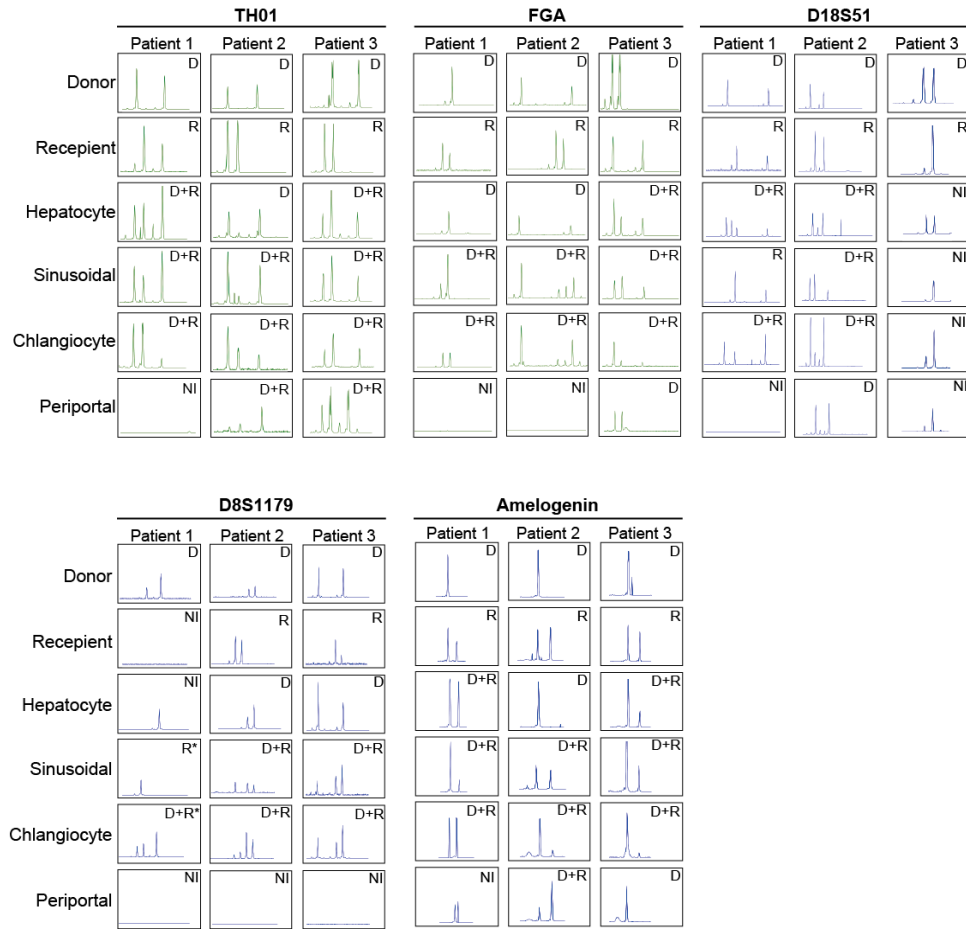 TH01 FGA D18S51
Patient 1 Patient 2 Patient 3 Patient 1 Patient 2 Patient 3 Patient 1 Patient 2 Patient 3
Donor D D D D D D D D D
Recepient R R R R R R R R R
Hepatocyte D+R D D+R D D D+R D+R D+R NI
Sinusoidal D+R D+R D+R D+R D+R D+R R D+R NI
Chlangiocyte D+R D+R D+R D+R D+R D+R D+R D+R NI
Periportal NI D+R D+R NI NI D NI D NI
D8S1179 Amelogenin
Patient 1 Patient 2 Patient 3 Patient 1 Patient 2 Patient 3
Donor D D D D D D
Recepient NI R R R R R
Hepatocyte NI D D D+R D D+R
Sinusoidal R* D+R D+R D+R D+R D+R
Chlangiocyte D+R* D+R D+R D+R D+R D+R
Periportal NI NI NI NI D+R D